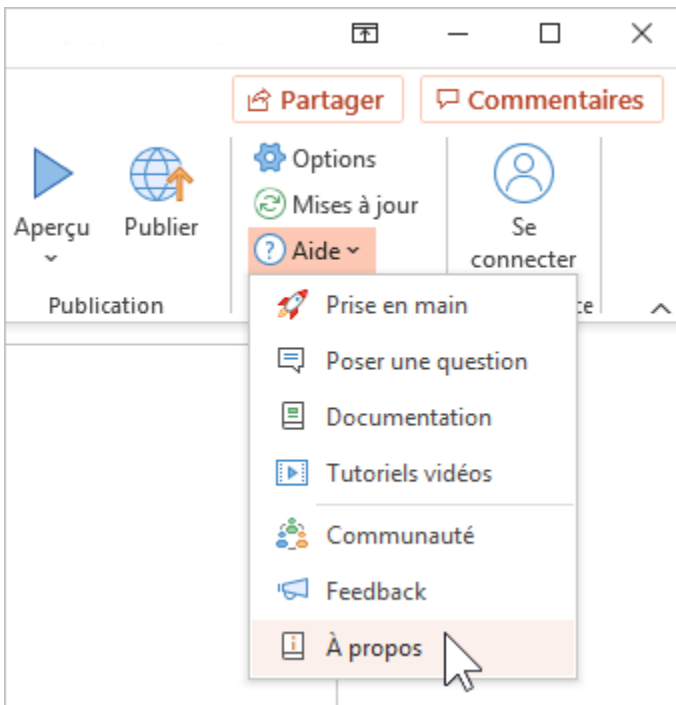 Partager
Commentaires
Options
Mises à jour
Aperçu
Publier
Aide
Se
connecter
Publication
Prise en main
Poser une question
Documentation
Tutoriels vidéos
Communauté
Feedback
À propos